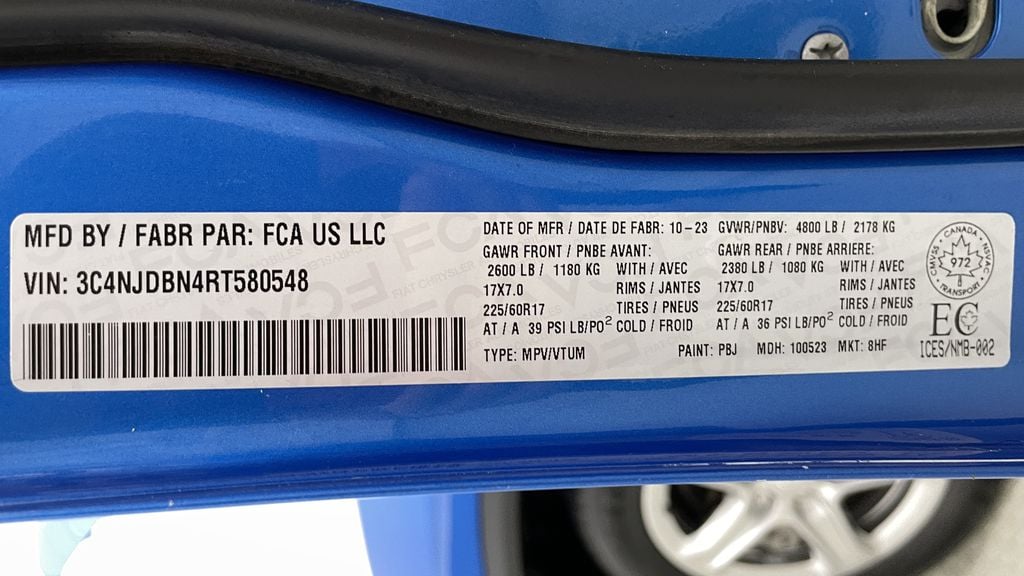 MFD BY / FABR PAR: FCA US LLC
VIN: 3C4NJDBN4RT580548
DATE OF MFR / DATE DE FABR: 10-23 GVWR/PNBV: 4800 LB / 2178 KG
GAWR FRONT / PNBE AVANT: GAWR REAR / PNBE ARRIERE:
2600 LB / 1180 KG WITH / AVEC 2380 LB / 1080 KG WITH / AVEC
17X7.0 RIMS / JANTES 17X7.0 RIMS / JANTES
225/60R17 TIRES / PNEUS 225/60R17 TIRES / PNEUS
AT / A 39 PSI LB/PO² COLD / FROID AT / A 36 PSI LB/PO² COLD / FROID
TYPE: MPV/VTUM PAINT: PBJ MDH: 100523 MKT: 8HF
CANADA
CMVSS NSVAC
972
TRANSPORT
EC
ICES/NMB-002